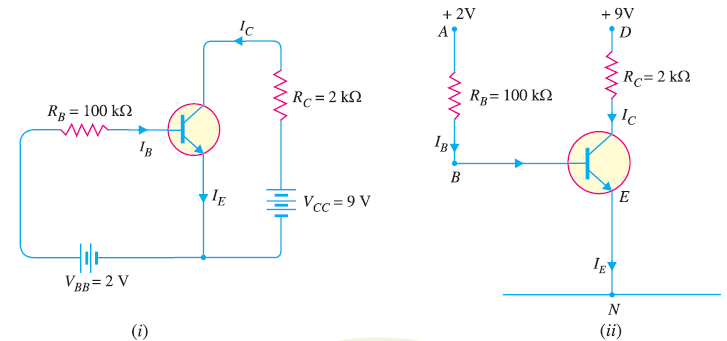 I_C
R_C = 2 kΩ
R_B = 100 kΩ
I_B
I_E
V_CC = 9 V
V_BB = 2 V
(i)
+ 2V
A
R_B = 100 kΩ
I_B
B
+ 9V
D
R_C = 2 kΩ
I_C
E
I_E
N
(ii)